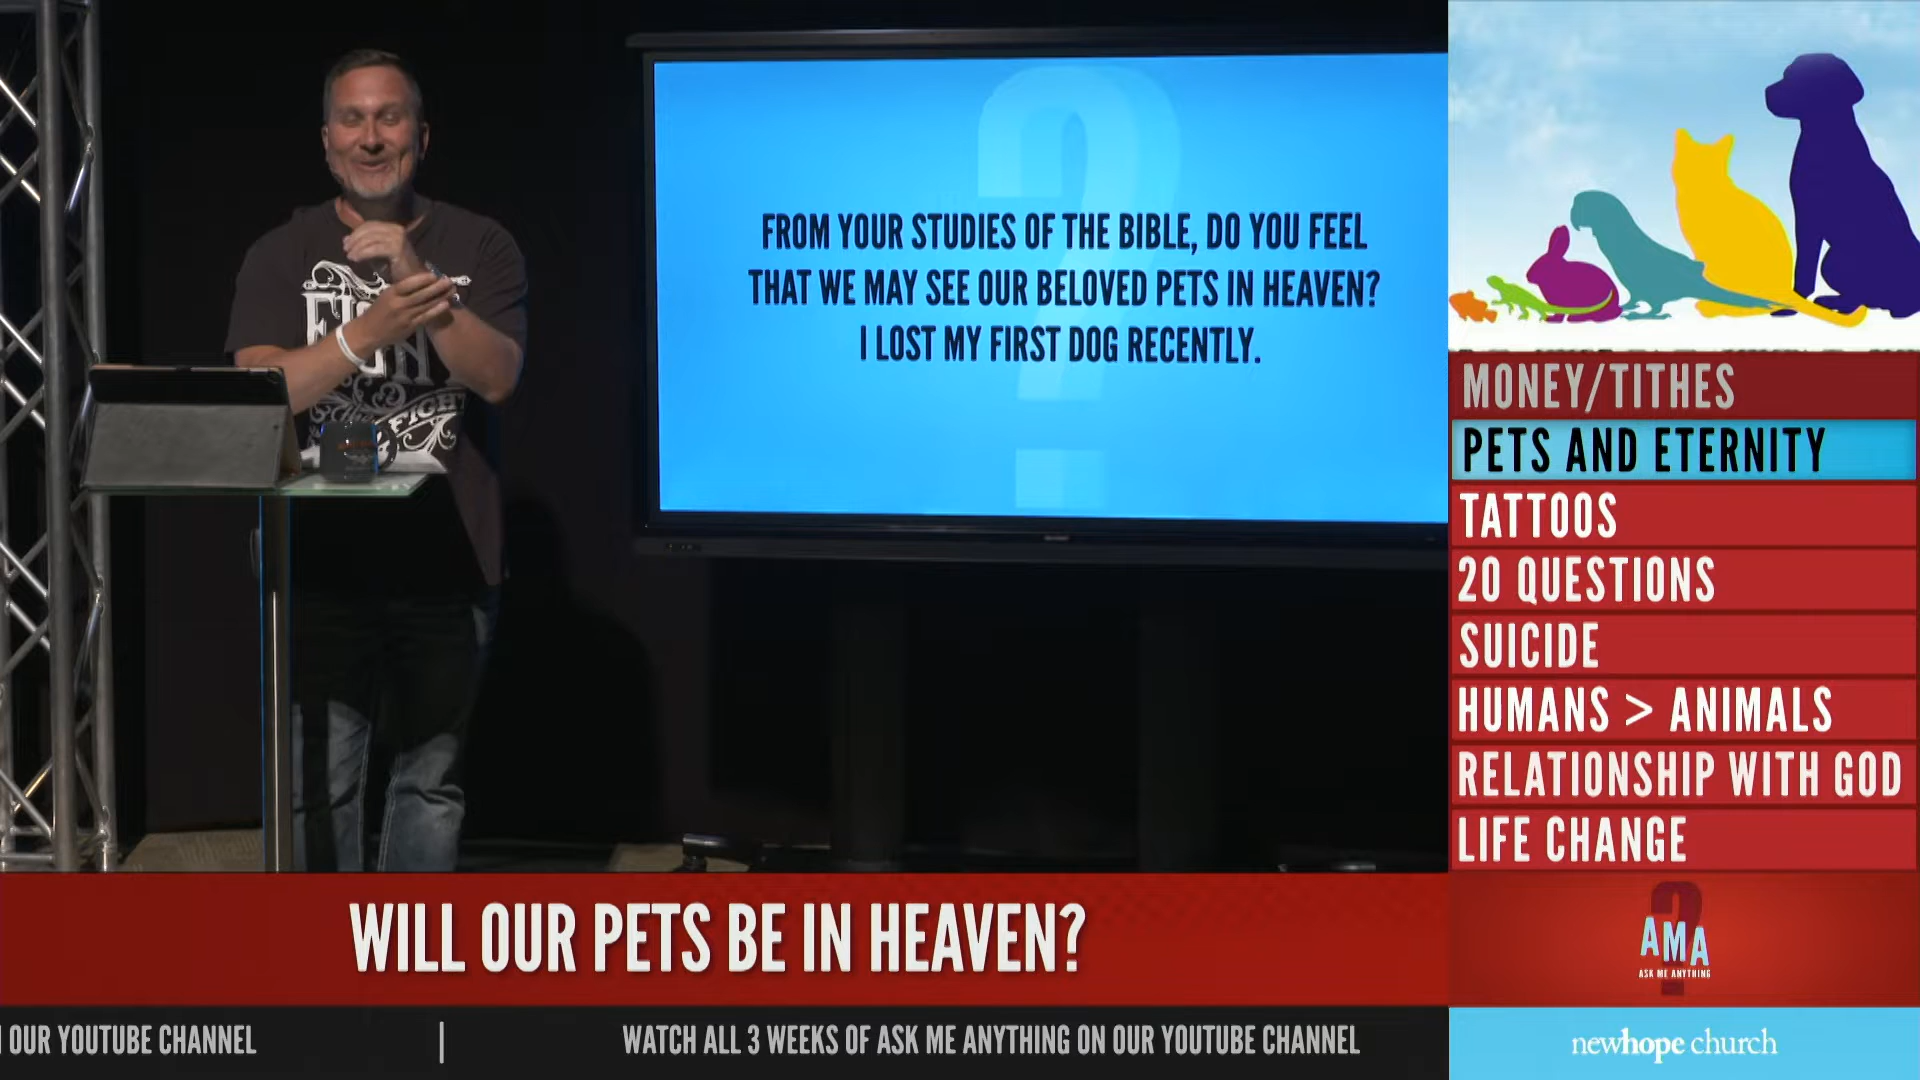 FROM YOUR STUDIES OF THE BIBLE, DO YOU FEEL
THAT WE MAY SEE OUR BELOVED PETS IN HEAVEN?
I LOST MY FIRST DOG RECENTLY.
FIGHT
MONEY/TITHES
PETS AND ETERNITY
TATTOOS
20 QUESTIONS
SUICIDE
HUMANS > ANIMALS
RELATIONSHIP WITH GOD
LIFE CHANGE
WILL OUR PETS BE IN HEAVEN?
AMA
ASK ME ANYTHING
OUR YOUTUBE CHANNEL | WATCH ALL 3 WEEKS OF ASK ME ANYTHING ON OUR YOUTUBE CHANNEL
newhope church